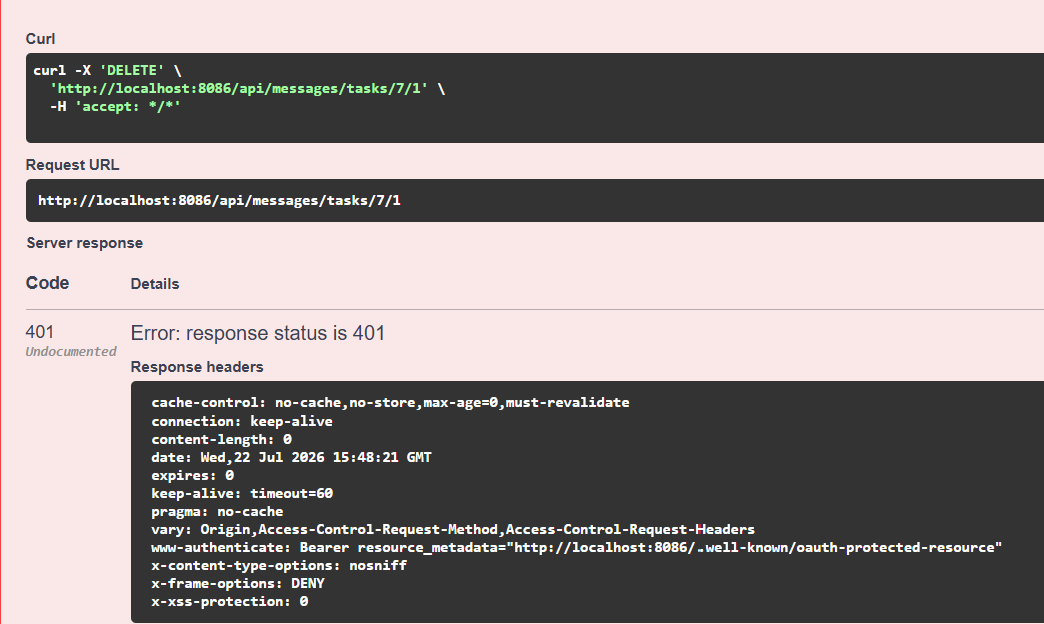 Curl
curl -X 'DELETE' \
'http://localhost:8086/api/messages/tasks/7/1' \
-H 'accept: */*'
Request URL
http://localhost:8086/api/messages/tasks/7/1
Server response
Code Details
401 Error: response status is 401
Undocumented
Response headers
cache-control: no-cache,no-store,max-age=0,must-revalidate
connection: keep-alive
content-length: 0
date: Wed,22 Jul 2026 15:48:21 GMT
expires: 0
keep-alive: timeout=60
pragma: no-cache
vary: Origin,Access-Control-Request-Method,Access-Control-Request-Headers
www-authenticate: Bearer resource_metadata="http://localhost:8086/.well-known/oauth-protected-resource"
x-content-type-options: nosniff
x-frame-options: DENY
x-xss-protection: 0